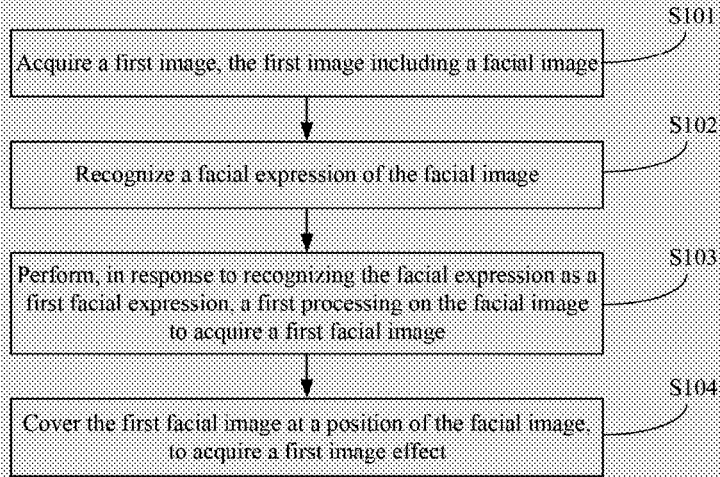 S101
Acquire a first image, the first image including a facial image
S102
Recognize a facial expression of the facial image
S103
Perform, in response to recognizing the facial expression as a
first facial expression, a first processing on the facial image
to acquire a first facial image
S104
Cover the first facial image at a position of the facial image,
to acquire a first image effect